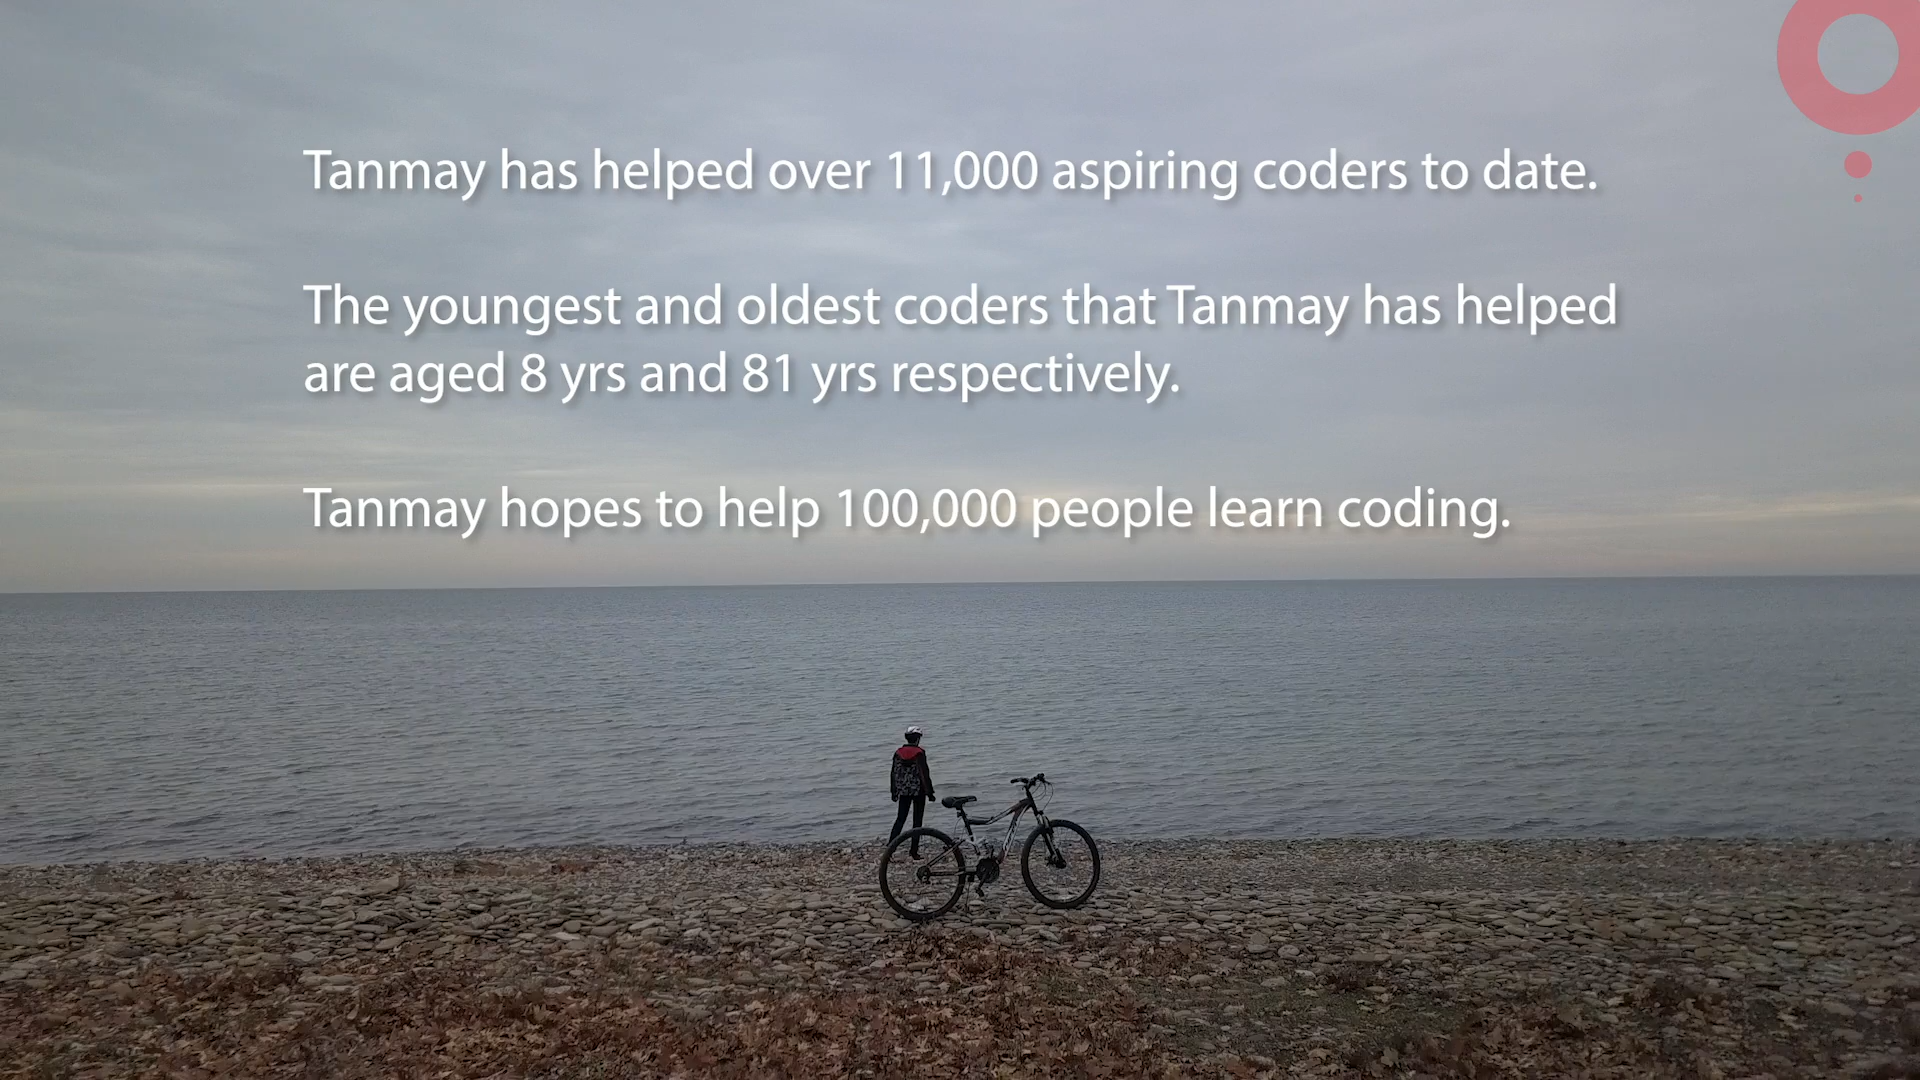 Tanmay has helped over 11,000 aspiring coders to date.
The youngest and oldest coders that Tanmay has helped
are aged 8 yrs and 81 yrs respectively.
Tanmay hopes to help 100,000 people learn coding.